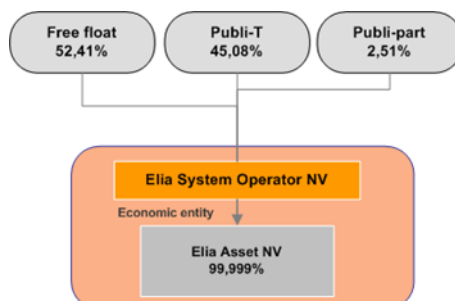 Free float
52,41%
Publi-T
45,08%
Publi-part
2,51%
Elia System Operator NV
Economic entity
Elia Asset NV
99,999%